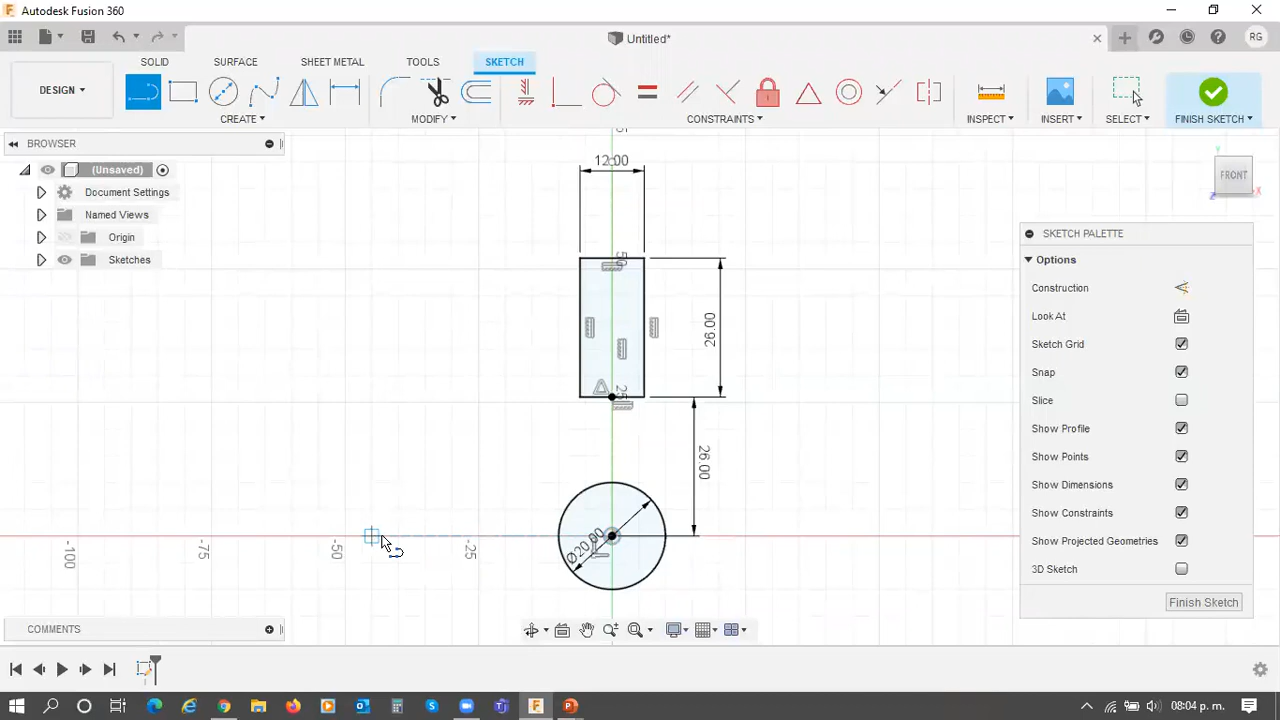 Autodesk Fusion 360
Untitled*
RG
DESIGN
SOLID
SURFACE
SHEET METAL
TOOLS
SKETCH
CREATE
MODIFY
CONSTRAINTS
INSPECT
INSERT
SELECT
FINISH SKETCH
BROWSER
(Unsaved)
Document Settings
Named Views
Origin
Sketches
FRONT
Y
X
Z
12.00
50
26.00
25
26.00
Ø20.00
-100
-75
-50
-25
SKETCH PALETTE
Options
Construction
Look At
Sketch Grid
Snap
Slice
Show Profile
Show Points
Show Dimensions
Show Constraints
Show Projected Geometries
3D Sketch
Finish Sketch
COMMENTS
08:04 p. m.